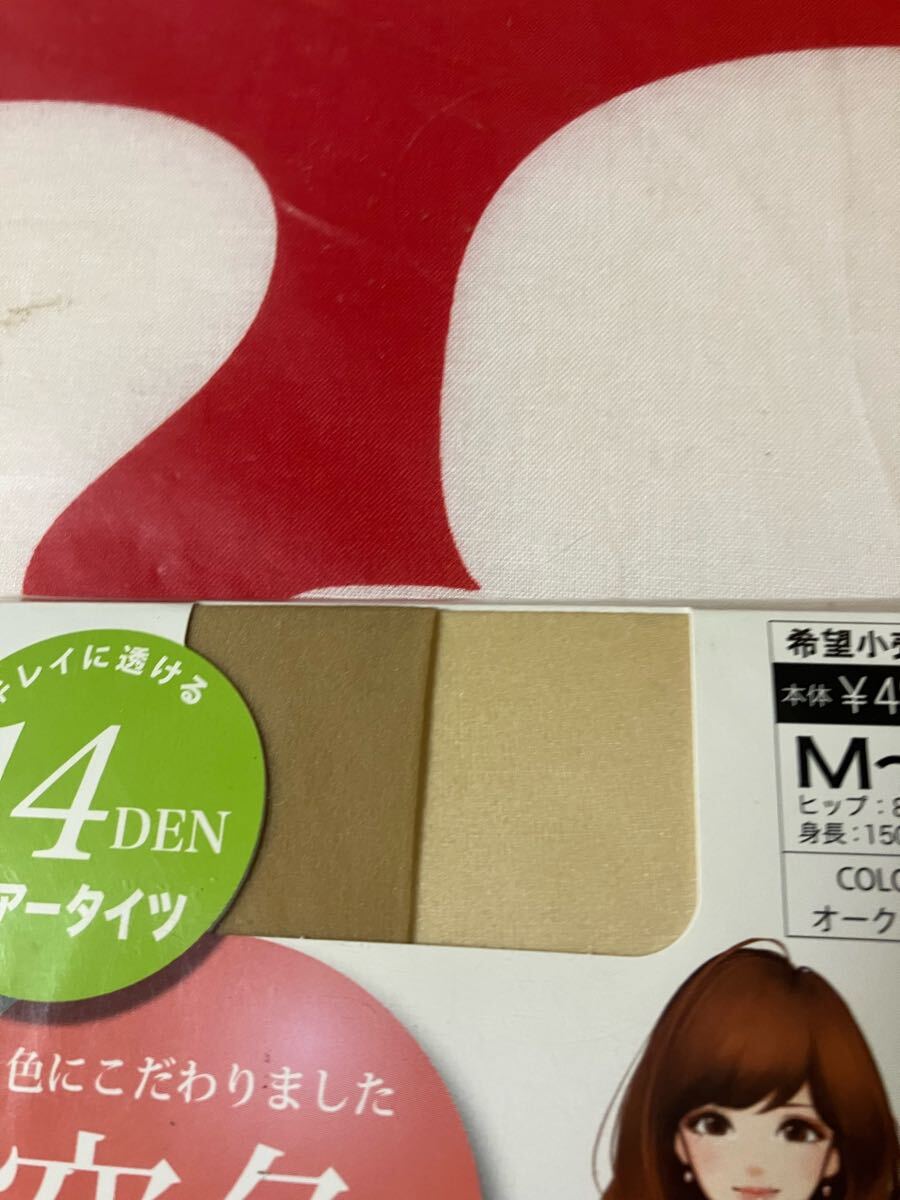 キレイに透ける
14DEN
アータイツ
色にこだわりました
希望小売
本体 ¥4
M~
ヒップ:8
身長:150
COLO
オーク